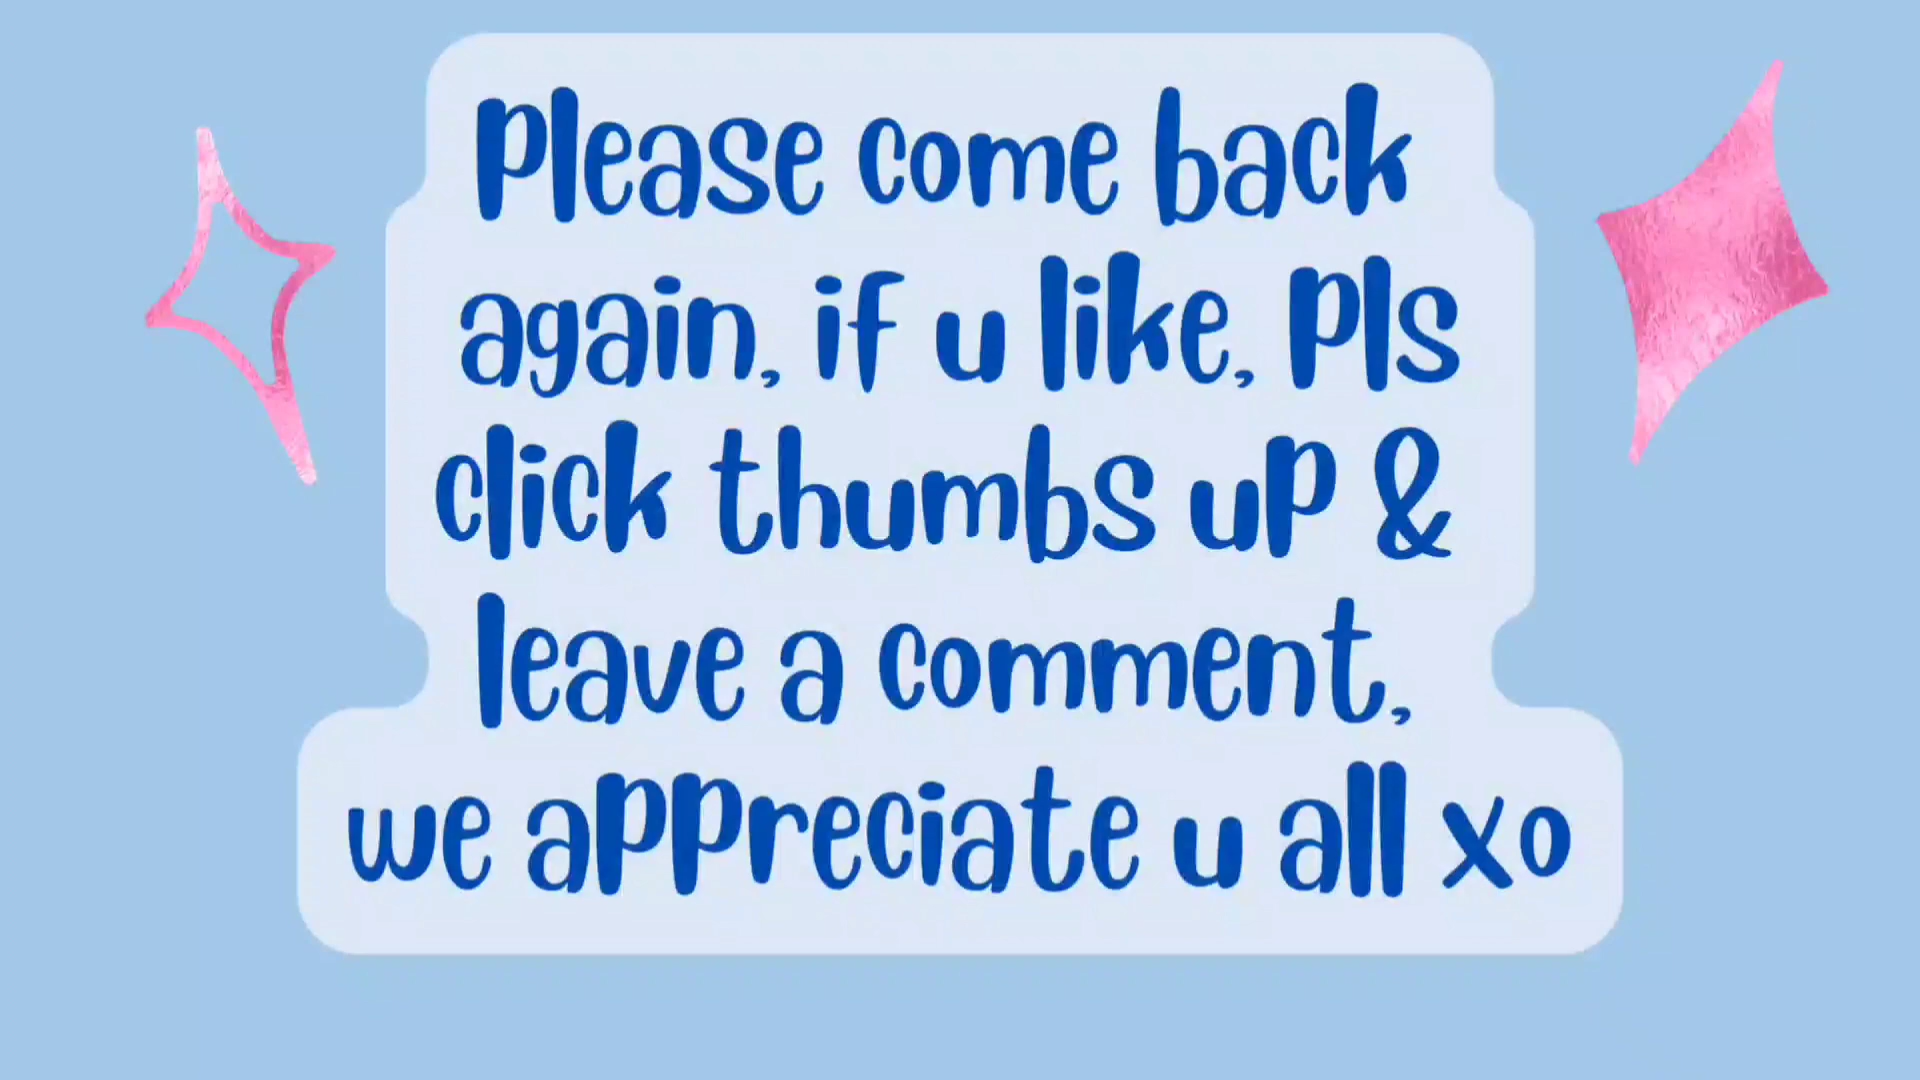 Please come back
again, if u like, pls
click thumbs up &
leave a comment,
we appreciate u all xo